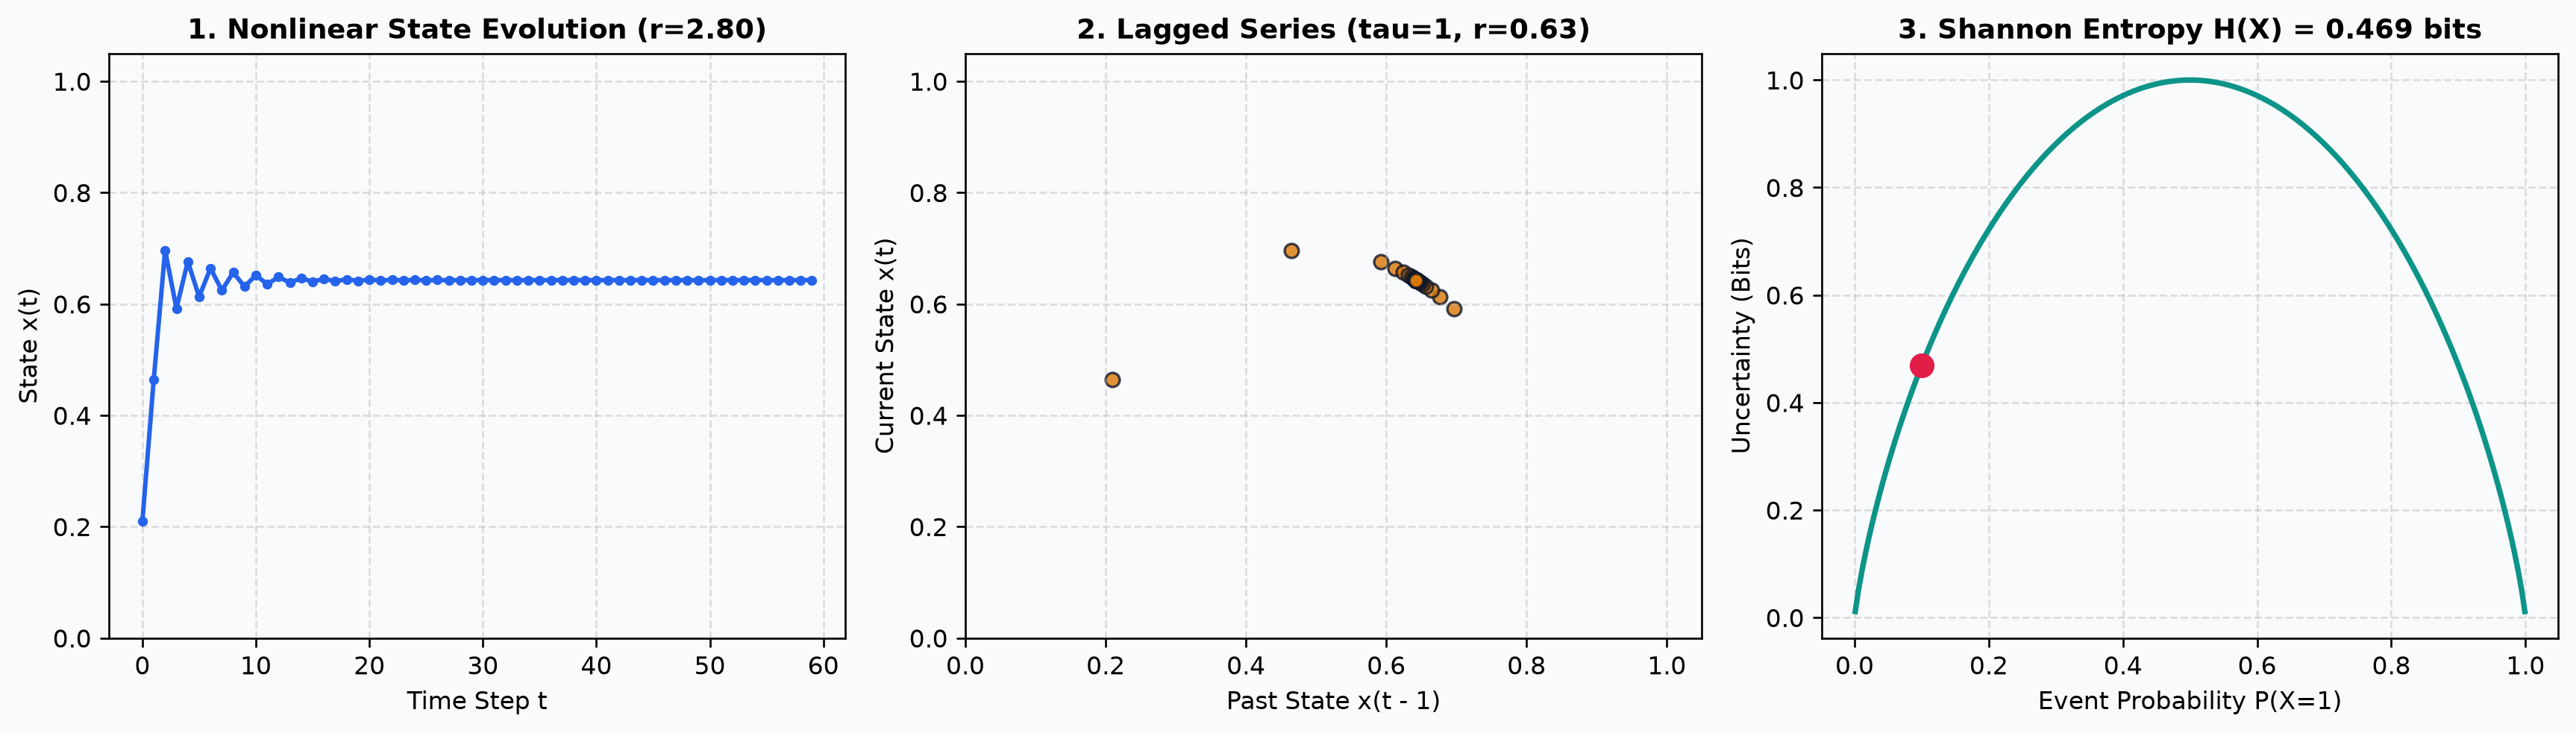 1. Nonlinear State Evolution (r=2.80)
State x(t)
1.0
0.8
0.6
0.4
0.2
0.0
0 10 20 30 40 50 60
Time Step t
2. Lagged Series (tau=1, r=0.63)
Current State x(t)
1.0
0.8
0.6
0.4
0.2
0.0
0.0 0.2 0.4 0.6 0.8 1.0
Past State x(t - 1)
3. Shannon Entropy H(X) = 0.469 bits
Uncertainty (Bits)
1.0
0.8
0.6
0.4
0.2
0.0
0.0 0.2 0.4 0.6 0.8 1.0
Event Probability P(X=1)